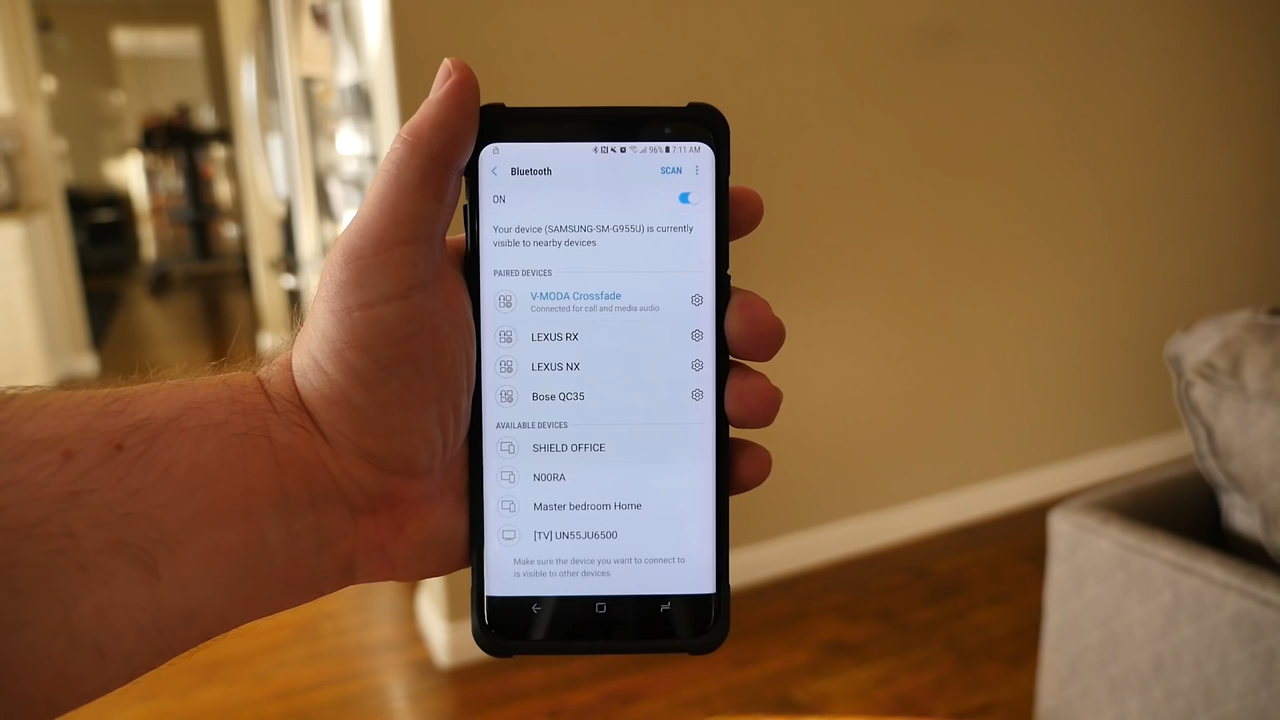 96% 7:11 AM
Bluetooth SCAN
ON
Your device (SAMSUNG-SM-G955U) is currently
visible to nearby devices
PAIRED DEVICES
V-MODA Crossfade
Connected for call and media audio
LEXUS RX
LEXUS NX
Bose QC35
AVAILABLE DEVICES
SHIELD OFFICE
N00RA
Master bedroom Home
[TV] UN55JU6500
Make sure the device you want to connect to
is visible to other devices.